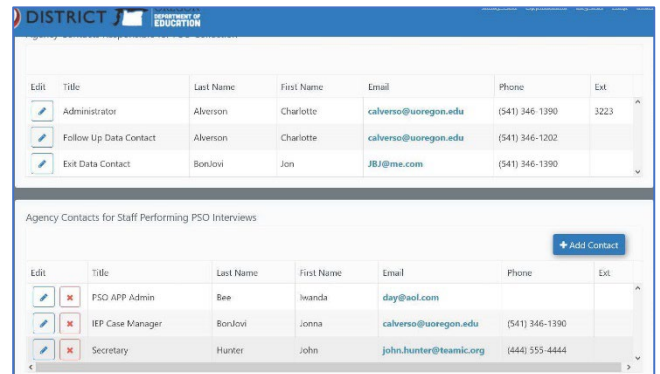 DISTRICT DEPARTMENT OF EDUCATION
Edit Title Last Name First Name Email Phone Ext
Administrator Alverson Charlotte calverso@uoregon.edu (541) 346-1390 3223
Follow Up Data Contact Alverson Charlotte calverso@uoregon.edu (541) 346-1202
Exit Data Contact BonJovi Jon JBJ@me.com (541) 346-1390
Agency Contacts for Staff Performing PSO Interviews
+ Add Contact
Edit Title Last Name First Name Email Phone Ext
PSO APP Admin Bee Iwanda day@aol.com
IEP Case Manager BonJovi Jonna calverso@uoregon.edu (541) 346-1390
Secretary Hunter John john.hunter@teamic.org (444) 555-4444